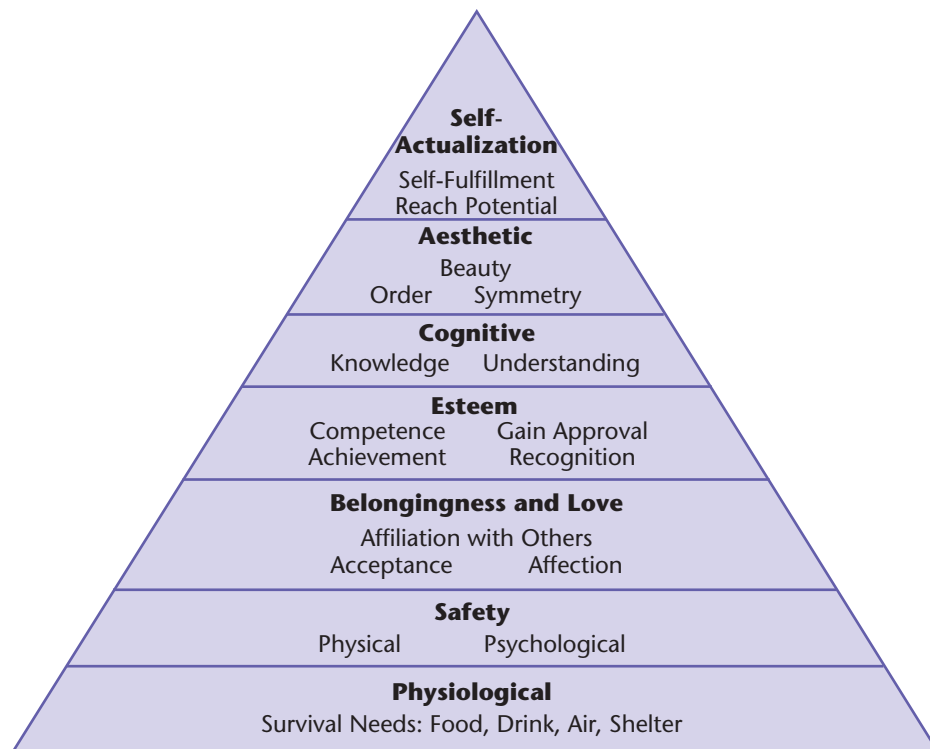 Self-
Actualization
Self-Fulfillment
Reach Potential
Aesthetic
Beauty
Order Symmetry
Cognitive
Knowledge Understanding
Esteem
Competence Gain Approval
Achievement Recognition
Belongingness and Love
Affiliation with Others
Acceptance Affection
Safety
Physical Psychological
Physiological
Survival Needs: Food, Drink, Air, Shelter